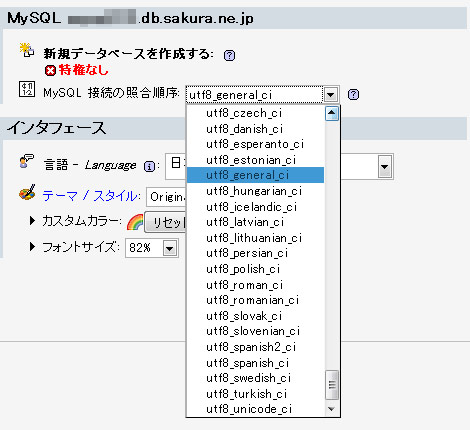 MySQL .db.sakura.ne.jp
新規データベースを作成する:
特権なし
MySQL 接続の照合順序: utf8_general_ci
utf8_czech_ci
utf8_danish_ci
utf8_esperanto_ci
utf8_estonian_ci
utf8_general_ci
utf8_hungarian_ci
utf8_icelandic_ci
utf8_latvian_ci
utf8_lithuanian_ci
utf8_persian_ci
utf8_polish_ci
utf8_roman_ci
utf8_romanian_ci
utf8_slovak_ci
utf8_slovenian_ci
utf8_spanish2_ci
utf8_spanish_ci
utf8_swedish_ci
utf8_turkish_ci
utf8_unicode_ci
インタフェース
言語 - Language
テーマ / スタイル: Origin
カスタムカラー: リセット
フォントサイズ: 82%